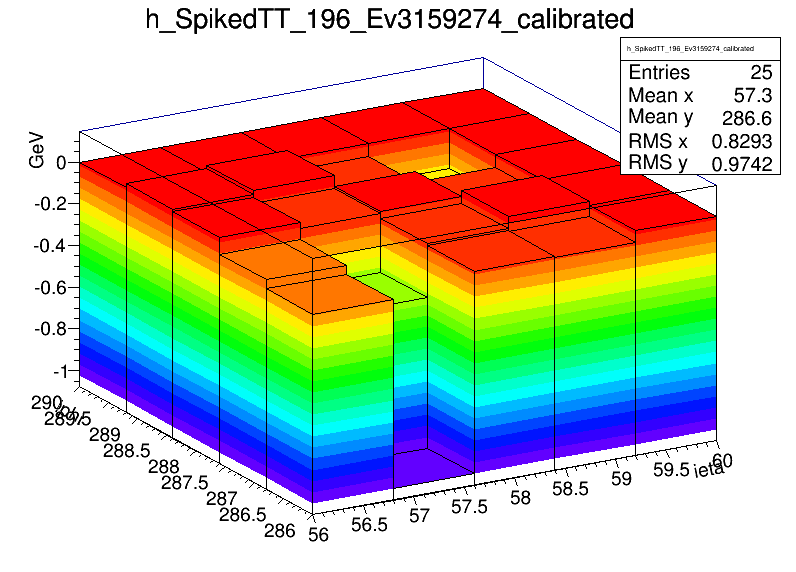 h_SpikedTT_196_Ev3159274_calibrated
h_SpikedTT_196_Ev3159274_calibrated
Entries 25
Mean x 57.3
Mean y 286.6
RMS x 0.8293
RMS y 0.9742
GeV
0
-0.2
-0.4
-0.6
-0.8
-1
290
289.5
289
288.5
288
287.5
287
286.5
286
56
56.5
57
57.5
58
58.5
59
59.5
60
ieta